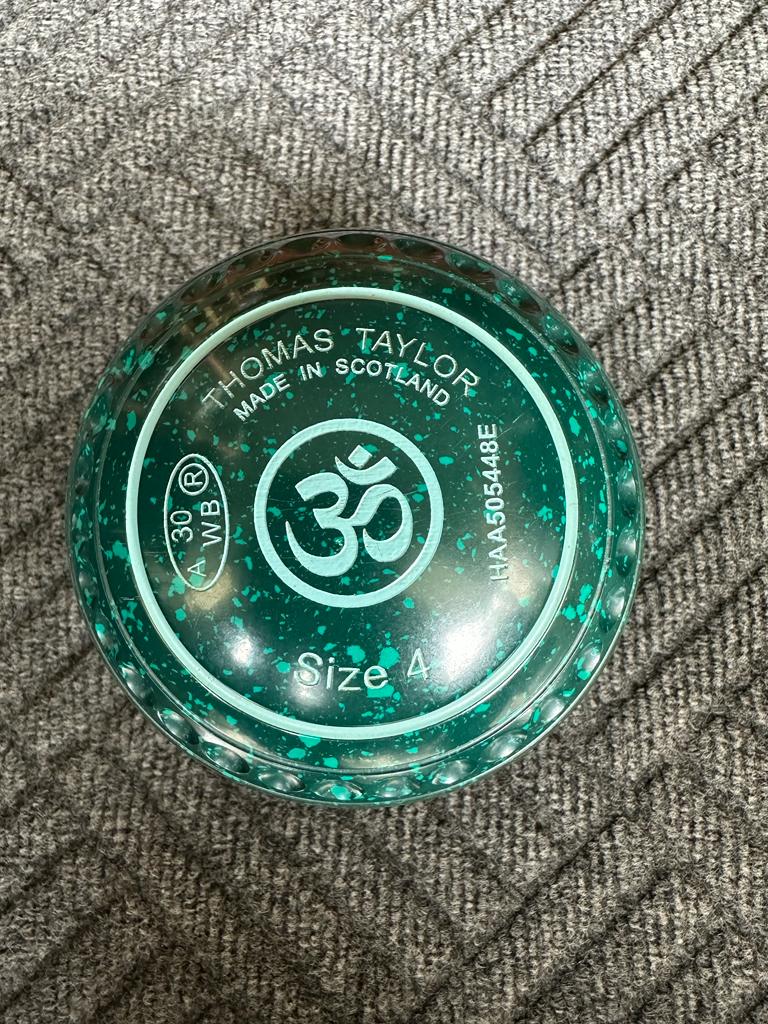 THOMAS TAYLOR
MADE IN SCOTLAND
A 30 ®
WB
ॐ
HAA505448E
Size 4